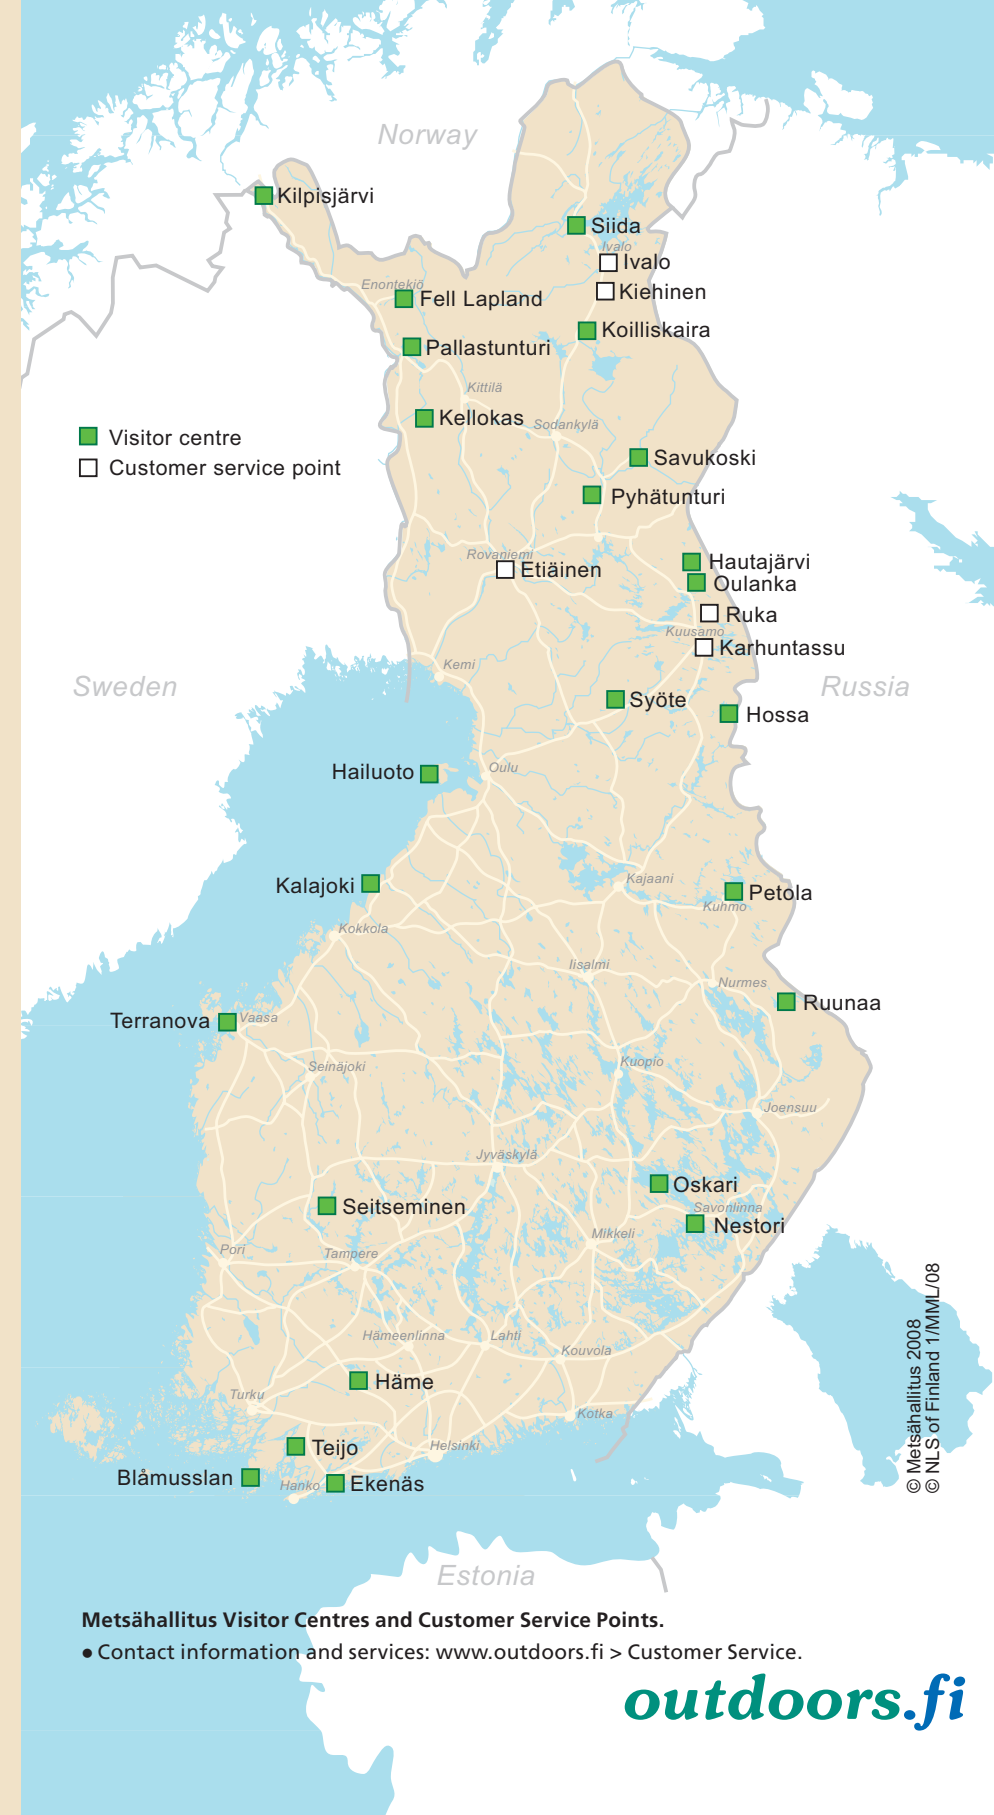 Norway
Kilpisjärvi
Siida
Ivalo
Ivalo
Enontekiö
Kiehinen
Fell Lapland
Koilliskaira
Pallastunturi
Kittilä
Kellokas
Sodankylä
Visitor centre
Customer service point
Savukoski
Pyhätunturi
Rovaniemi
Etiäinen
Hautajärvi
Oulanka
Ruka
Kuusamo
Karhuntassu
Kemi
Sweden
Russia
Syöte
Hossa
Hailuoto
Oulu
Kajaani
Kalajoki
Petola
Kuhmo
Kokkola
Iisalmi
Nurmes
Ruunaa
Terranova
Vaasa
Seinäjoki
Kuopio
Joensuu
Jyväskylä
Oskari
Seitseminen
Savonlinna
Nestori
Mikkeli
Pori
Tampere
Hämeenlinna
Lahti
Kouvola
Häme
Turku
Kotka
Teijo
Helsinki
Blåmusslan
Hanko
Ekenäs
© Metsähallitus 2008
© NLS of Finland 1/MML/08
Estonia
Metsähallitus Visitor Centres and Customer Service Points.
● Contact information and services: www.outdoors.fi > Customer Service.
outdoors.fi